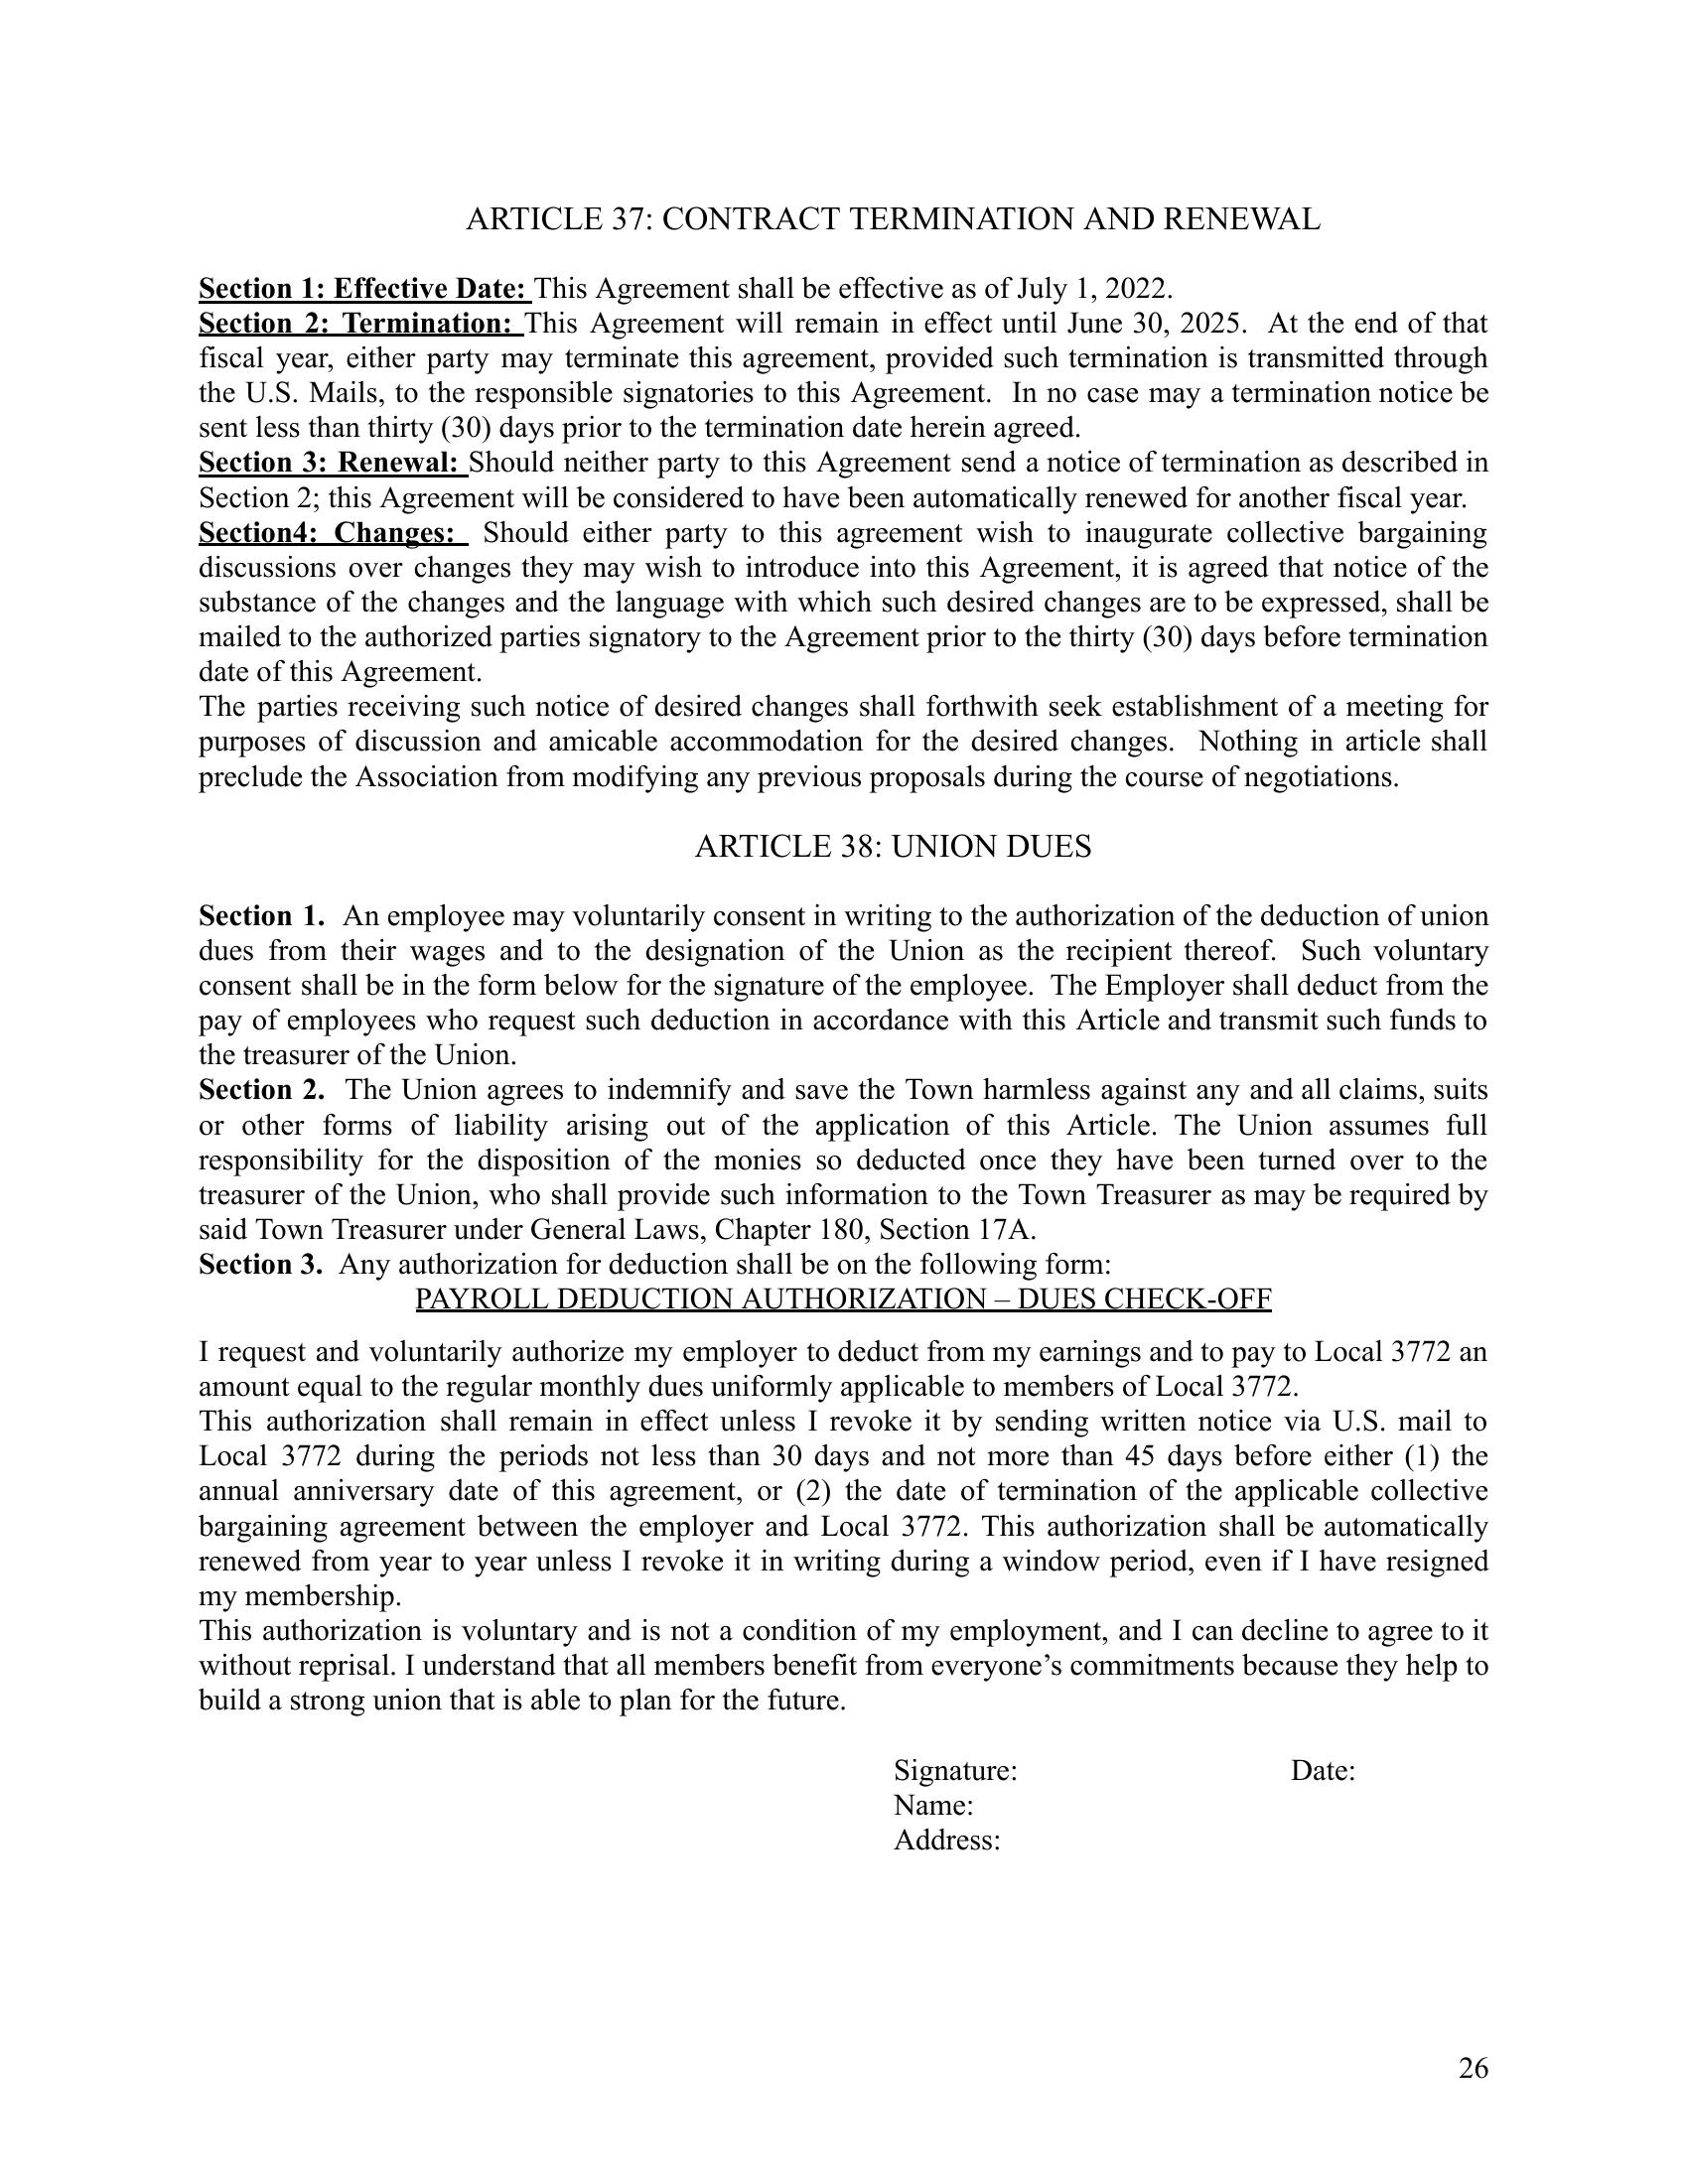 ARTICLE 37: CONTRACT TERMINATION AND RENEWAL
Section 1: Effective Date: This Agreement shall be effective as of July 1, 2022.
Section 2: Termination: This Agreement will remain in effect until June 30, 2025. At the end of that
fiscal year, either party may terminate this agreement, provided such termination is transmitted through
the U.S. Mails, to the responsible signatories to this Agreement. In no case may a termination notice be
sent less than thirty (30) days prior to the termination date herein agreed.
Section 3: Renewal: Should neither party to this Agreement send a notice of termination as described in
Section 2; this Agreement will be considered to have been automatically renewed for another fiscal year.
Section4: Changes: Should either party to this agreement wish to inaugurate collective bargaining
discussions over changes they may wish to introduce into this Agreement, it is agreed that notice of the
substance of the changes and the language with which such desired changes are to be expressed, shall be
mailed to the authorized parties signatory to the Agreement prior to the thirty (30) days before termination
date of this Agreement.
The parties receiving such notice of desired changes shall forthwith seek establishment of a meeting for
purposes of discussion and amicable accommodation for the desired changes. Nothing in article shall
preclude the Association from modifying any previous proposals during the course of negotiations.
ARTICLE 38: UNION DUES
Section 1. An employee may voluntarily consent in writing to the authorization of the deduction of union
dues from their wages and to the designation of the Union as the recipient thereof. Such voluntary
consent shall be in the form below for the signature of the employee. The Employer shall deduct from the
pay of employees who request such deduction in accordance with this Article and transmit such funds to
the treasurer of the Union.
Section 2. The Union agrees to indemnify and save the Town harmless against any and all claims, suits
or other forms of liability arising out of the application of this Article. The Union assumes full
responsibility for the disposition of the monies so deducted once they have been turned over to the
treasurer of the Union, who shall provide such information to the Town Treasurer as may be required by
said Town Treasurer under General Laws, Chapter 180, Section 17A.
Section 3. Any authorization for deduction shall be on the following form:
PAYROLL DEDUCTION AUTHORIZATION – DUES CHECK-OFF
I request and voluntarily authorize my employer to deduct from my earnings and to pay to Local 3772 an
amount equal to the regular monthly dues uniformly applicable to members of Local 3772.
This authorization shall remain in effect unless I revoke it by sending written notice via U.S. mail to
Local 3772 during the periods not less than 30 days and not more than 45 days before either (1) the
annual anniversary date of this agreement, or (2) the date of termination of the applicable collective
bargaining agreement between the employer and Local 3772. This authorization shall be automatically
renewed from year to year unless I revoke it in writing during a window period, even if I have resigned
my membership.
This authorization is voluntary and is not a condition of my employment, and I can decline to agree to it
without reprisal. I understand that all members benefit from everyone’s commitments because they help to
build a strong union that is able to plan for the future.
Signature: Date:
Name:
Address:
26